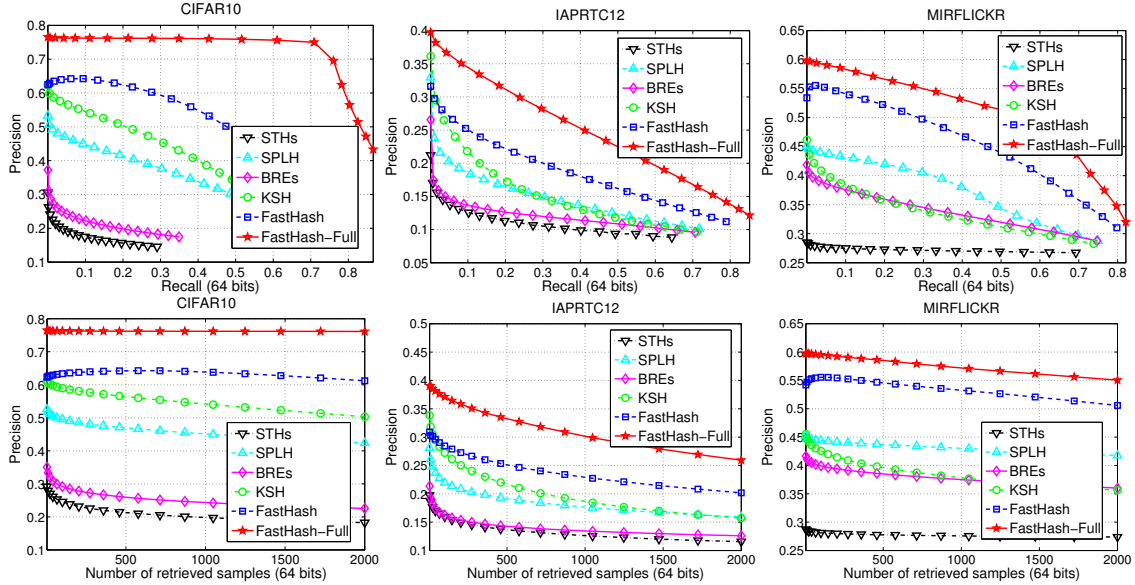 CIFAR10
Precision
0.8
0.7
0.6
0.5
0.4
0.3
0.2
0.1
0.1 0.2 0.3 0.4 0.5 0.6 0.7 0.8
Recall (64 bits)
STHs
SPLH
BREs
KSH
FastHash
FastHash-Full
IAPRTC12
Precision
0.4
0.35
0.3
0.25
0.2
0.15
0.1
0.05
0.1 0.2 0.3 0.4 0.5 0.6 0.7 0.8
Recall (64 bits)
STHs
SPLH
BREs
KSH
FastHash
FastHash-Full
MIRFLICKR
Precision
0.65
0.6
0.55
0.5
0.45
0.4
0.35
0.3
0.25
0.1 0.2 0.3 0.4 0.5 0.6 0.7 0.8
Recall (64 bits)
STHs
SPLH
BREs
KSH
FastHash
FastHash-Full
CIFAR10
Precision
0.8
0.7
0.6
0.5
0.4
0.3
0.2
0.1
500 1000 1500 2000
Number of retrieved samples (64 bits)
STHs
SPLH
BREs
KSH
FastHash
FastHash-Full
IAPRTC12
Precision
0.5
0.45
0.4
0.35
0.3
0.25
0.2
0.15
0.1
500 1000 1500 2000
Number of retrieved samples (64 bits)
STHs
SPLH
BREs
KSH
FastHash
FastHash-Full
MIRFLICKR
Precision
0.65
0.6
0.55
0.5
0.45
0.4
0.35
0.3
0.25
500 1000 1500 2000
Number of retrieved samples (64 bits)
STHs
SPLH
BREs
KSH
FastHash
FastHash-Full